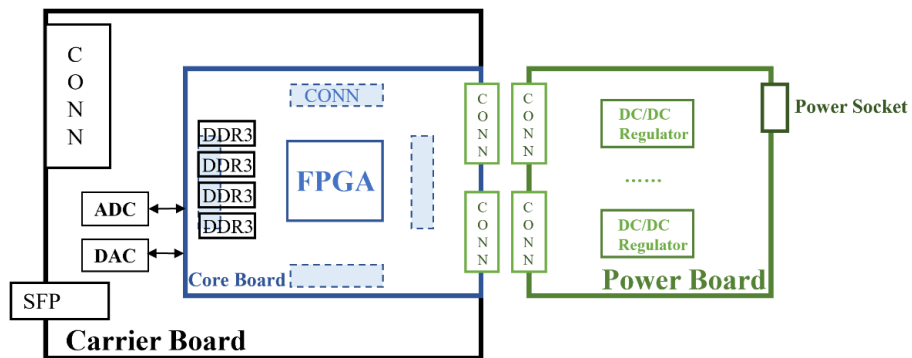 C
O
N
N
CONN
DDR3
DDR3
DDR3
DDR3
FPGA
ADC
DAC
SFP
Core Board
Carrier Board
C
O
N
N
C
O
N
N
C
O
N
N
C
O
N
N
DC/DC
Regulator
......
DC/DC
Regulator
Power Board
Power Socket